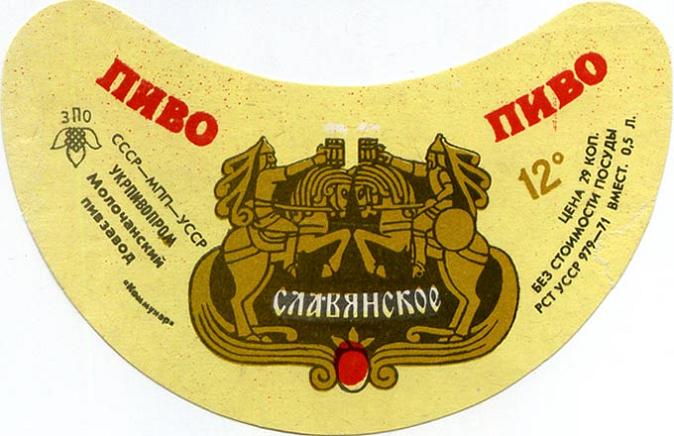 ПИВО
ПИВО
ЗПО
СССР—МПП—УССР
УКРПИВОПРОМ
МОЛОЧАНСКИЙ
ПИВЗАВОД
"Коммунар"
СЛАВЯНСКОЕ
12°
ЦЕНА 29 КОП.
БЕЗ СТОИМОСТИ ПОСУДЫ
РСТ УССР 979—71 ВМЕСТ. 0,5 Л.